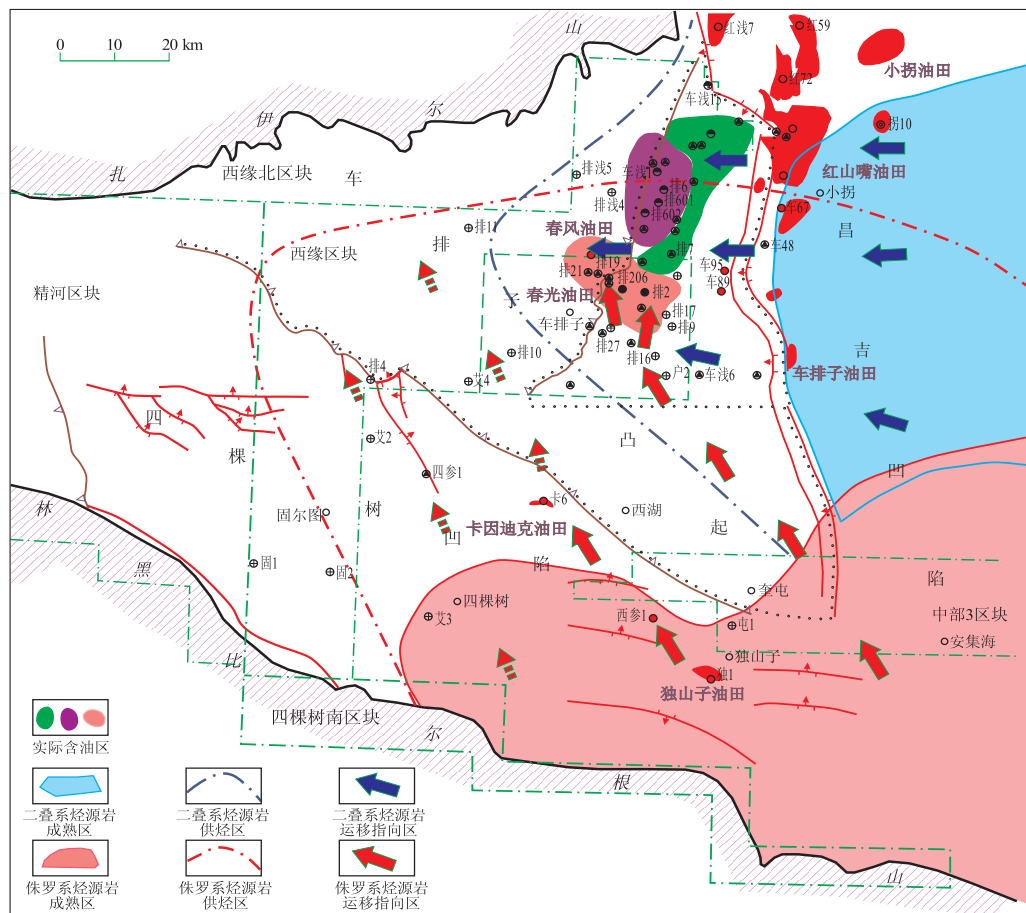 0 10 20 km
山
尔
伊
扎
红浅7
红59
小拐油田
红72
车浅15
拐10
西缘北区块
车
排浅5
车浅1
红山嘴油田
排浅4
排6
小拐
排601
排602
车67
昌
排11
春风油田
西缘区块
排
排7
车48
精河区块
排19
车95
排21
排206
车89
春光油田
子
排2
排17
车排子
排9
吉
排27
排16
排10
排4
艾4
户2
车浅6
车排子油田
四
艾2
凸
棵
四参1
凹
卡6
林
固尔图
树
西湖
卡因迪克油田
起
凹
黑
固1
固2
陷
陷
奎屯
四棵树
艾3
西参1
屯1
中部3区块
安集海
比
独山子
独1
独山子油田
四棵树南区块
尔
根
山
实际含油区
二叠系烃源岩
成熟区
二叠系烃源岩
供烃区
二叠系烃源岩
运移指向区
侏罗系烃源岩
成熟区
侏罗系烃源岩
供烃区
侏罗系烃源岩
运移指向区